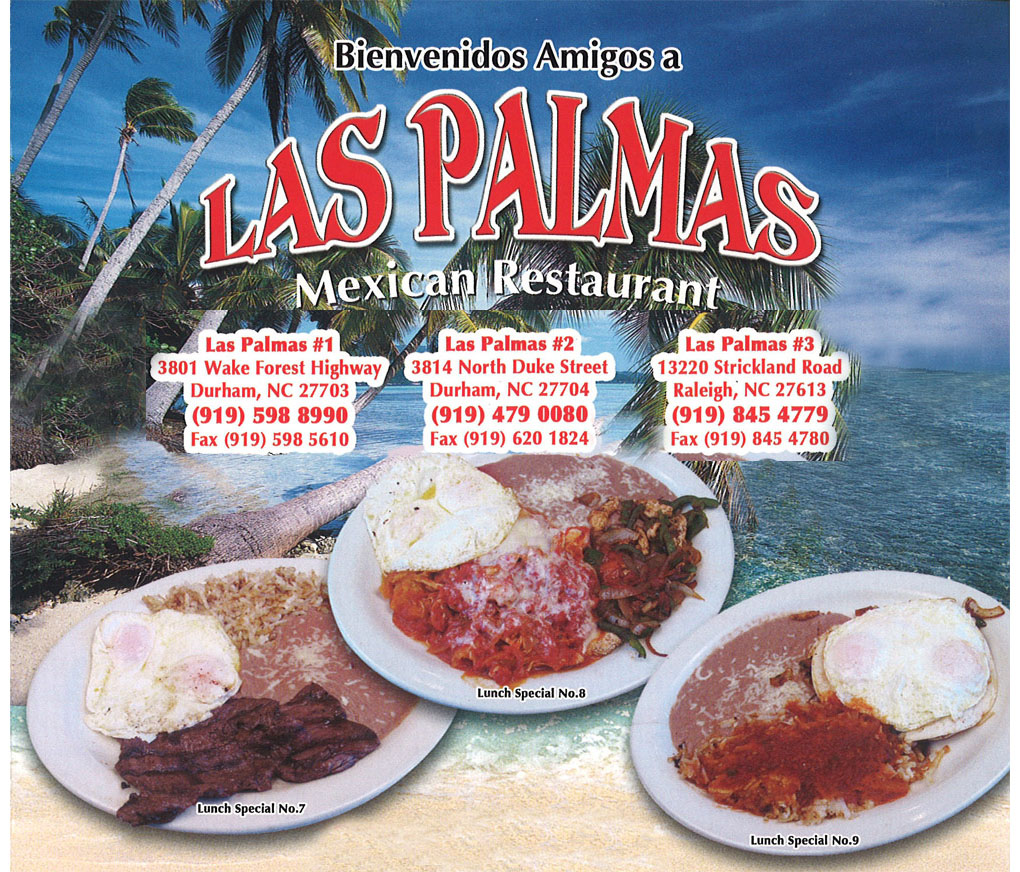 Bienvenidos Amigos a
LAS PALMAS
Mexican Restaurant
Las Palmas #1
3801 Wake Forest Highway
Durham, NC 27703
(919) 598 8990
Fax (919) 598 5610
Las Palmas #2
3814 North Duke Street
Durham, NC 27704
(919) 479 0080
Fax (919) 620 1824
Las Palmas #3
13220 Strickland Road
Raleigh, NC 27613
(919) 845 4779
Fax (919) 845 4780
Lunch Special No.8
Lunch Special No.7
Lunch Special No.9